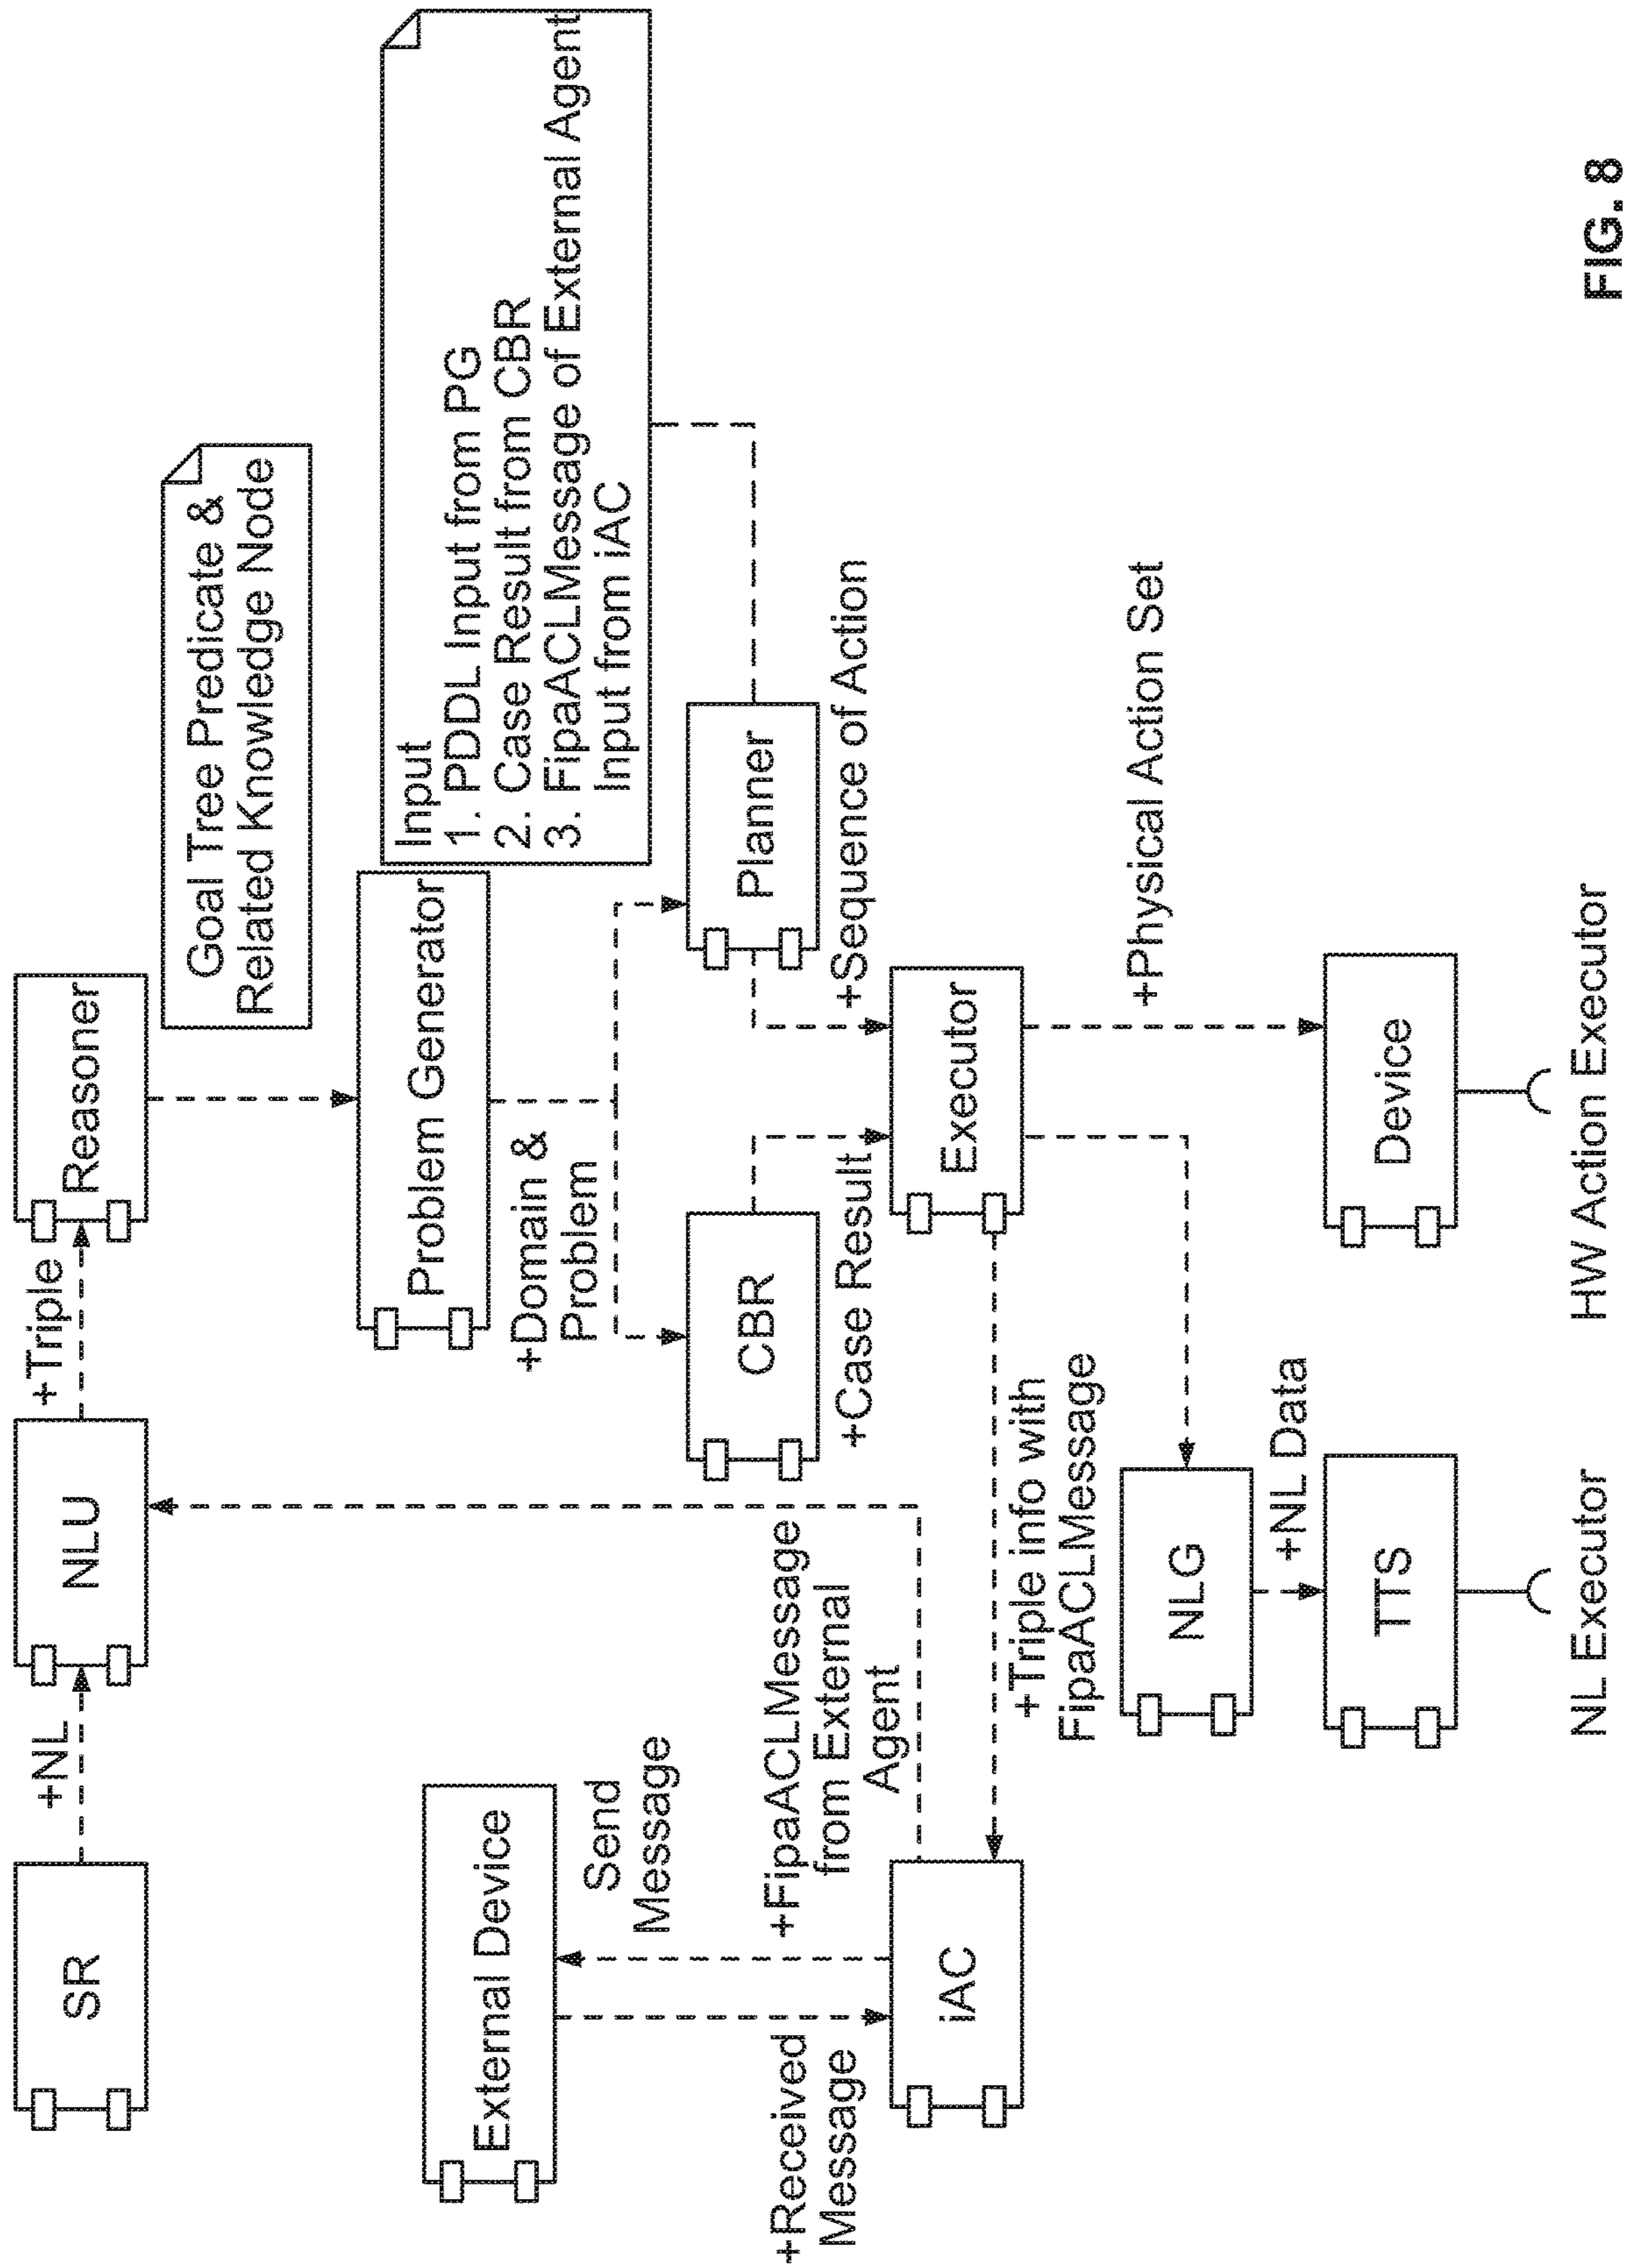 SR
+NL
NLU
+Triple
Reasoner
Goal Tree Predicate &
Related Knowledge Node
External Device
Problem Generator
Input
1. PDDL Input from PG
2. Case Result from CBR
3. FipaACLMessage of External Agent
Input from iAC
+Domain &
Problem
Send
Message
+Received
Message
+FipaACLMessage
from External
Agent
CBR
Planner
+Case Result
+Sequence of Action
iAC
Executor
+Triple info with
FipaACLMessage
+Physical Action Set
NLG
+NL Data
TTS
Device
NL Executor
HW Action Executor
FIG. 8